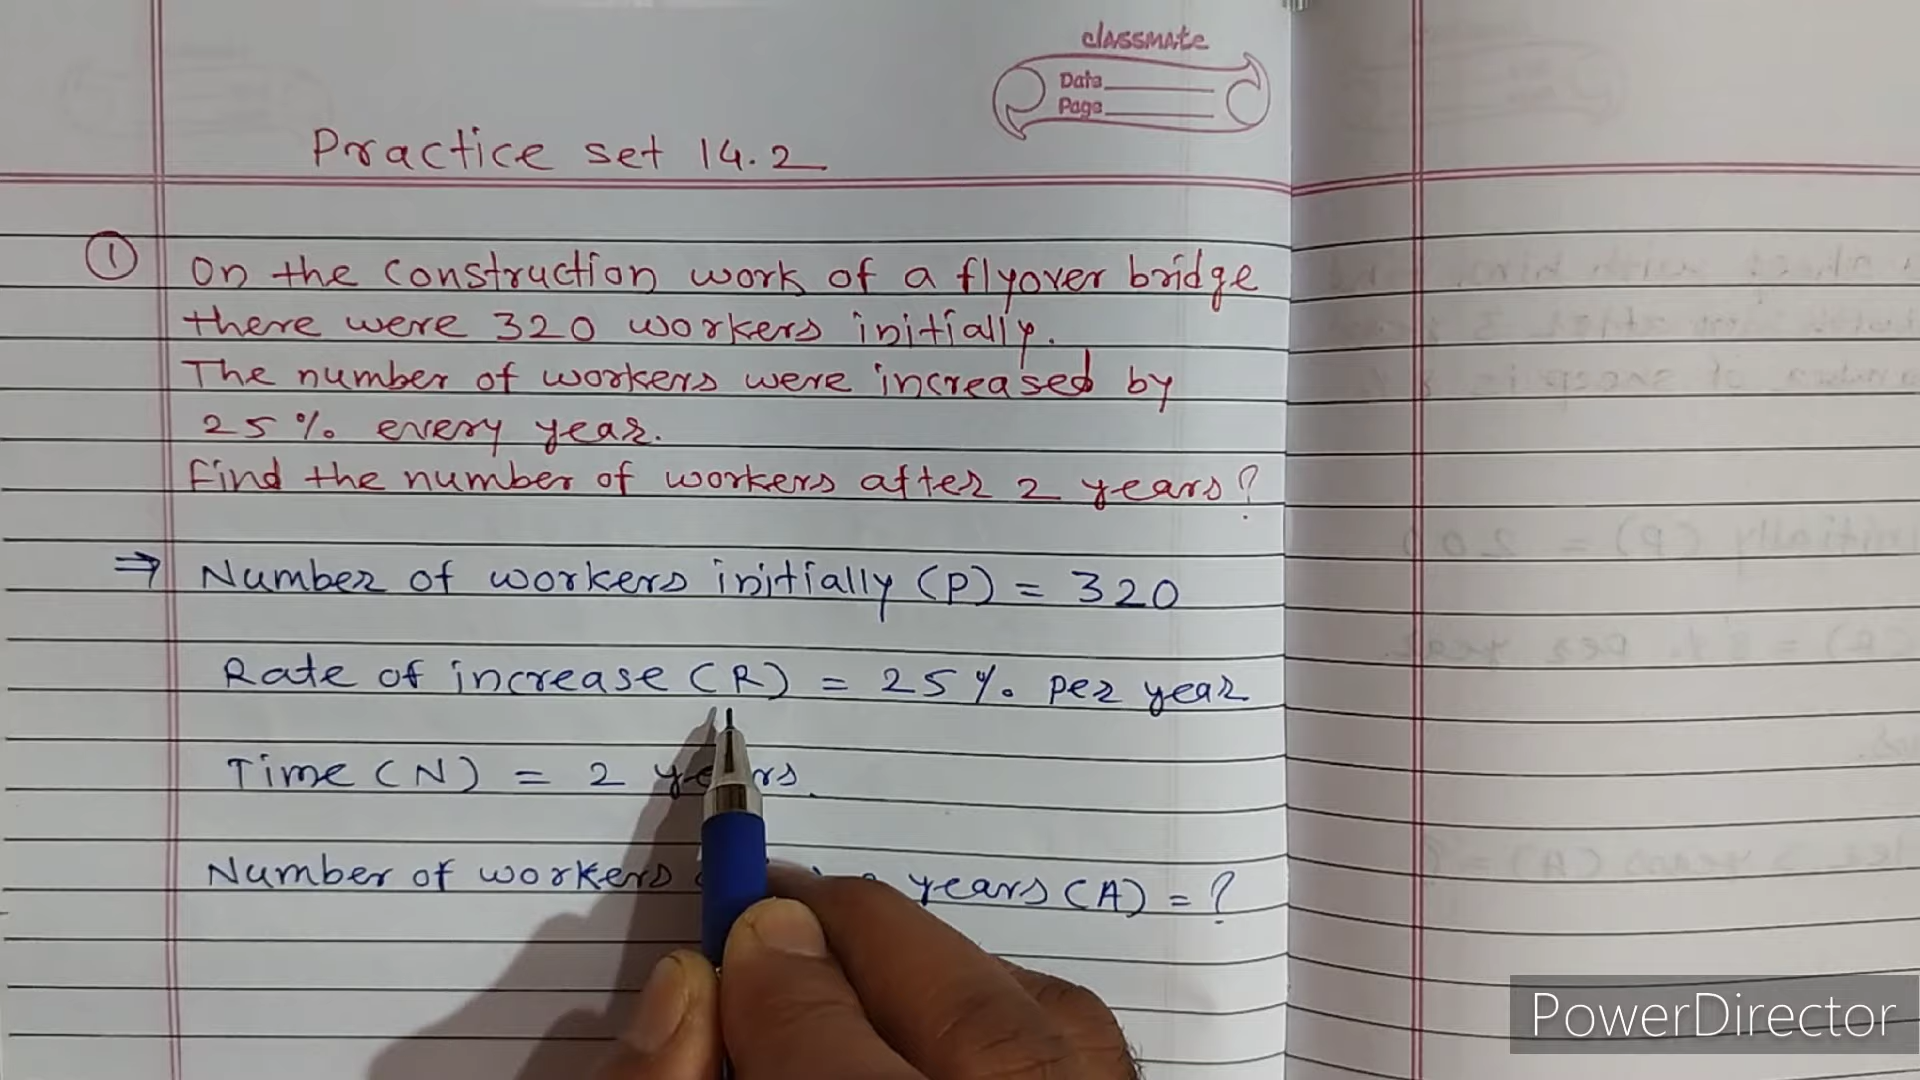 classmate
Date
Page
Practice set 14.2
1 On the construction work of a flyover bridge
there were 320 workers initially.
The number of workers were increased by
25% every year.
Find the number of workers after 2 years?
⇒ Number of workers initially (P) = 320
Rate of increase (R) = 25% per year
Time (N) = 2 years.
Number of workers years (A) = ?
PowerDirector